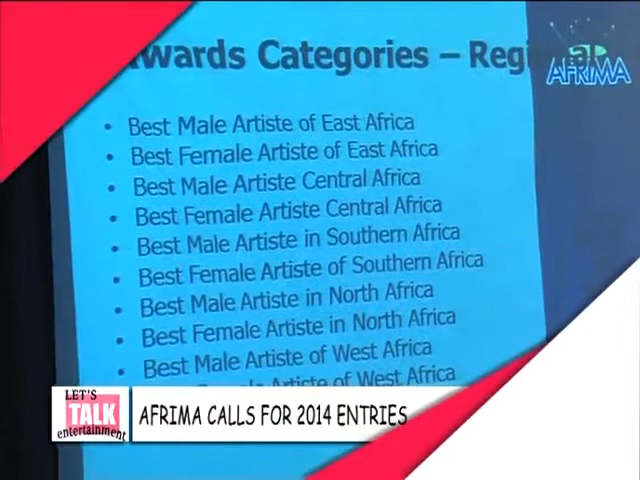 Awards Categories – Regi
AFRIMA
• Best Male Artiste of East Africa
• Best Female Artiste of East Africa
• Best Male Artiste Central Africa
• Best Female Artiste Central Africa
• Best Male Artiste in Southern Africa
• Best Female Artiste of Southern Africa
• Best Male Artiste in North Africa
• Best Female Artiste in North Africa
• Best Male Artiste of West Africa
Female Artiste of West Africa
LET'S
TALK
entertainment
AFRIMA CALLS FOR 2014 ENTRIES